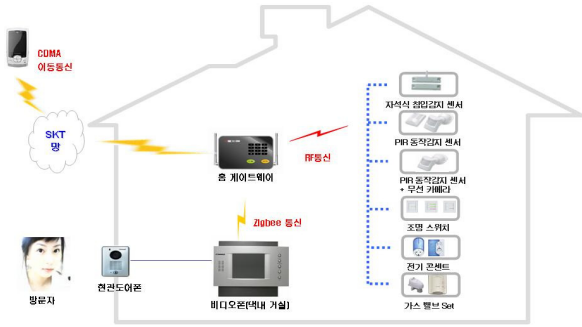 CDMA
이동통신
SKT
망
홈 게이트웨이
RF통신
Zigbee 통신
자석식 침입감지 센서
PIR 동작감지 센서
PIR 동작감지 센서
+ 무선 카메라
조명 스위치
전기 콘센트
가스 밸브 Set
방문자
현관도어폰
비디오폰(댁내 거실)